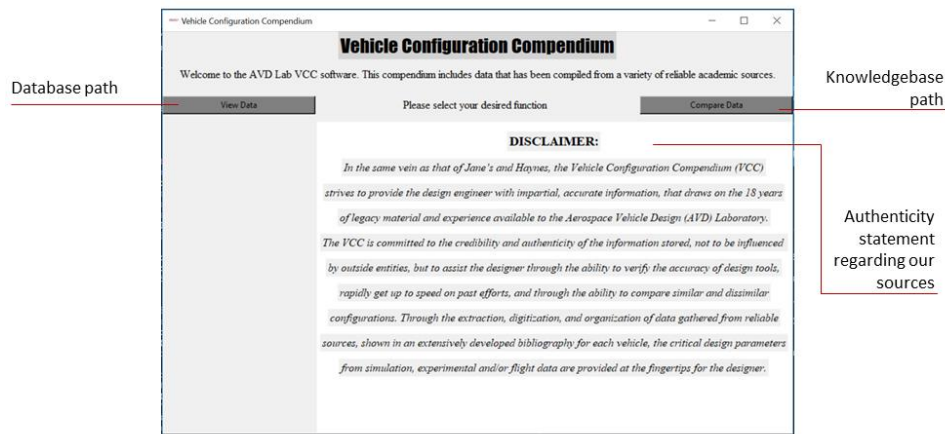 Vehicle Configuration Compendium
Vehicle Configuration Compendium
Welcome to the AVD Lab VCC software. This compendium includes data that has been compiled from a variety of reliable academic sources.
Database path
Knowledgebase
path
View Data
Please select your desired function
Compare Data
DISCLAIMER:
In the same vein as that of Jane's and Haynes, the Vehicle Configuration Compendium (VCC)
strives to provide the design engineer with impartial, accurate information, that draws on the 18 years
of legacy material and experience available to the Aerospace Vehicle Design (AVD) Laboratory.
The VCC is committed to the credibility and authenticity of the information stored, not to be influenced
by outside entities, but to assist the designer through the ability to verify the accuracy of design tools,
rapidly get up to speed on past efforts, and through the ability to compare similar and dissimilar
configurations. Through the extraction, digitization, and organization of data gathered from reliable
sources, shown in an extensively developed bibliography for each vehicle, the critical design parameters
from simulation, experimental and/or flight data are provided at the fingertips for the designer.
Authenticity
statement
regarding our
sources